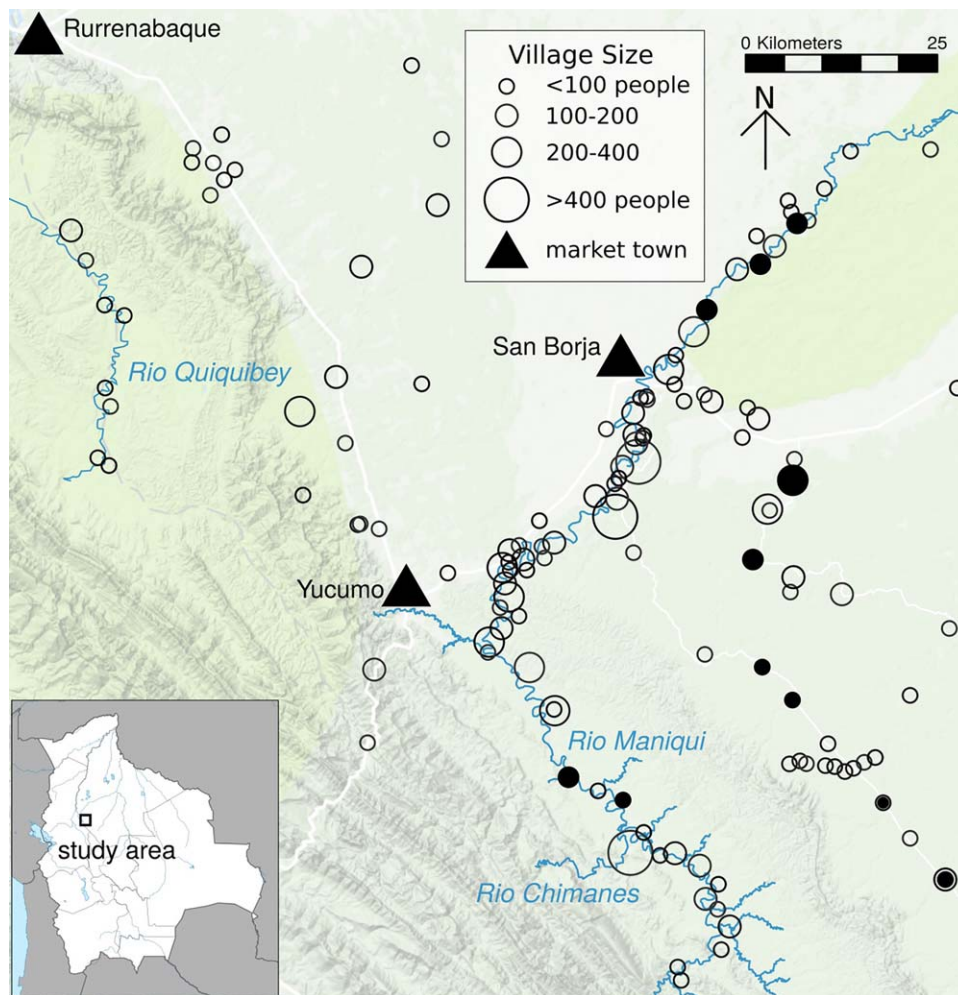 Rurrenabaque
Village Size
<100 people
100-200
200-400
>400 people
market town
0 Kilometers 25
N
San Borja
Rio Quiquibey
Yucumo
Rio Maniqui
Rio Chimanes
study area